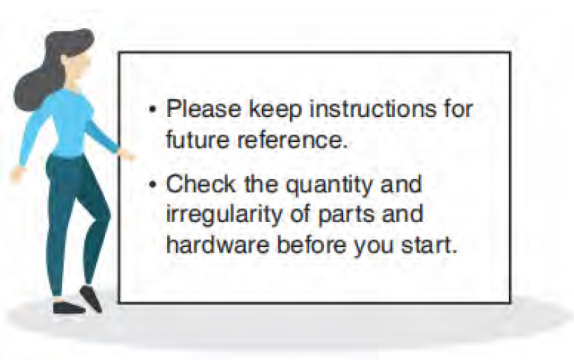 • Please keep instructions for
future reference.
• Check the quantity and
irregularity of parts and
hardware before you start.